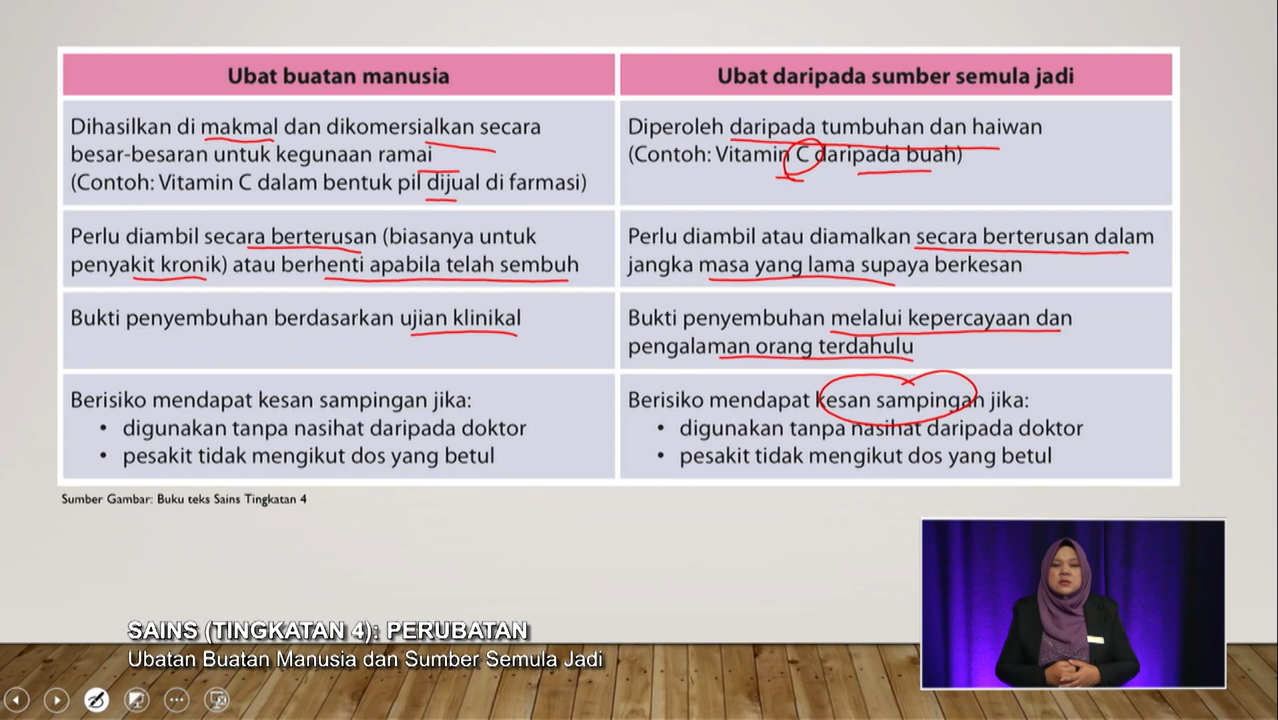 Ubat buatan manusia
Ubat daripada sumber semula jadi
Dihasilkan di makmal dan dikomersialkan secara
besar-besaran untuk kegunaan ramai
(Contoh: Vitamin C dalam bentuk pil dijual di farmasi)
Diperoleh daripada tumbuhan dan haiwan
(Contoh: Vitamin C daripada buah)
Perlu diambil secara berterusan (biasanya untuk
penyakit kronik) atau berhenti apabila telah sembuh
Perlu diambil atau diamalkan secara berterusan dalam
jangka masa yang lama supaya berkesan
Bukti penyembuhan berdasarkan ujian klinikal
Bukti penyembuhan melalui kepercayaan dan
pengalaman orang terdahulu
Berisiko mendapat kesan sampingan jika:
• digunakan tanpa nasihat daripada doktor
• pesakit tidak mengikut dos yang betul
Berisiko mendapat kesan sampingan jika:
• digunakan tanpa nasihat daripada doktor
• pesakit tidak mengikut dos yang betul
Sumber Gambar: Buku teks Sains Tingkatan 4
SAINS (TINGKATAN 4): PERUBATAN
Ubatan Buatan Manusia dan Sumber Semula Jadi